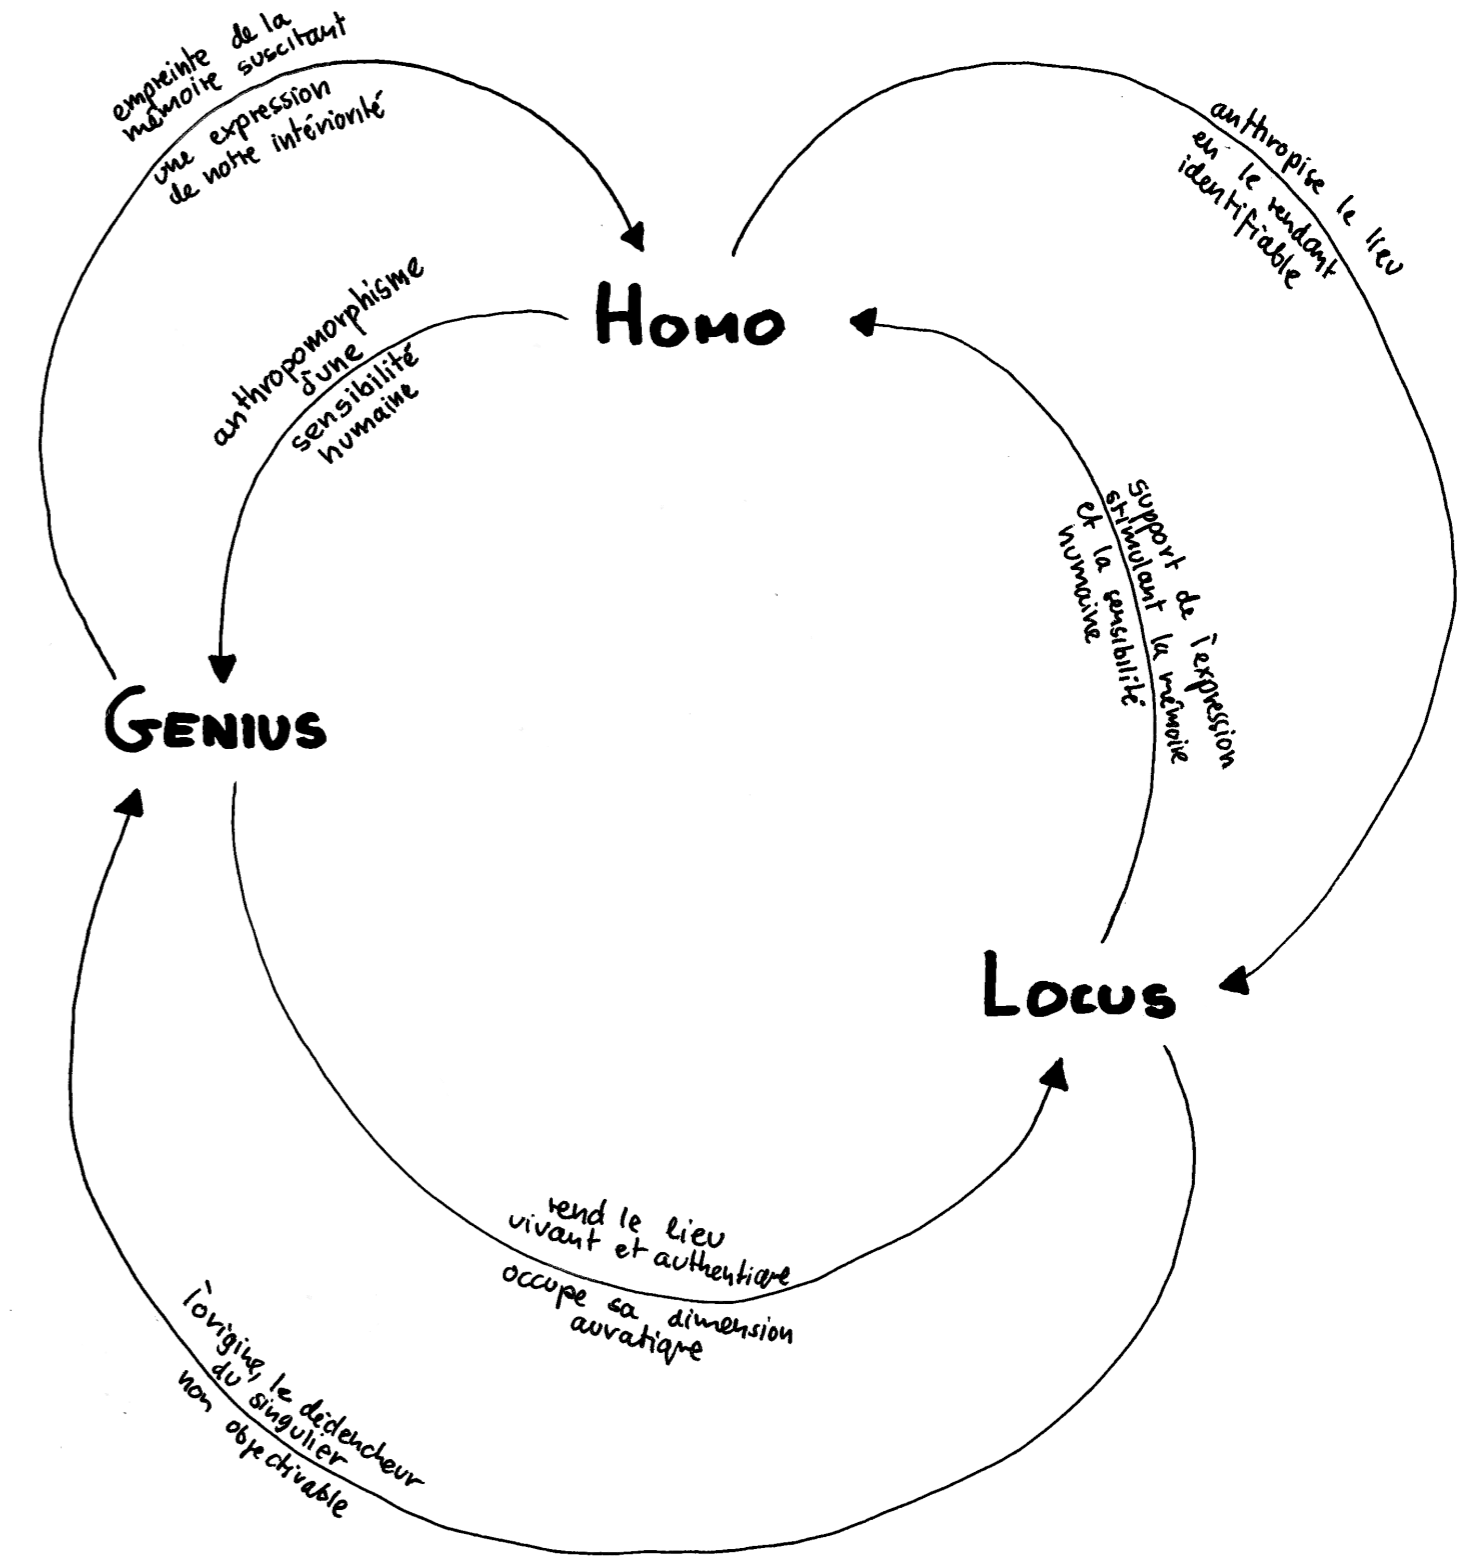 empreinte de la
mémoire suscitant
une expression
de notre intériorité
anthropise le lieu
en le rendant
identifiable
HOMO
anthropomorphisme
d'une
sensibilité
humaine
support de l'expression
stimulant la mémoire
et la sensibilité
humaine
GENIUS
LOCUS
rend le lieu
vivant et authentique
occupe sa dimension
auratique
l'origine, le déclencheur
du singulier
non objectivable